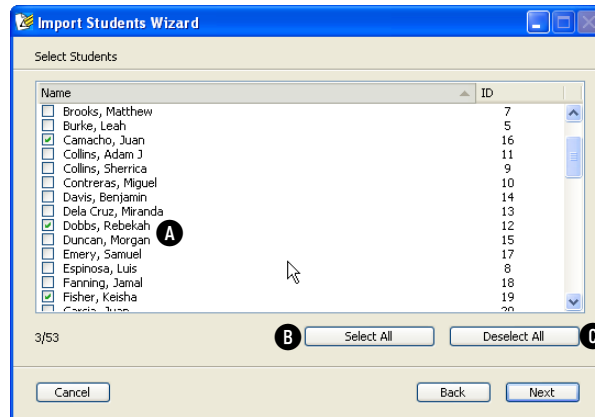 Import Students Wizard
Select Students
Name ID
Brooks, Matthew 7
Burke, Leah 5
Camacho, Juan 16
Collins, Adam J 11
Collins, Sherrica 9
Contreras, Miguel 10
Davis, Benjamin 14
Dela Cruz, Miranda 13
Dobbs, Rebekah 12
A
Duncan, Morgan 15
Emery, Samuel 17
Espinosa, Luis 8
Fanning, Jamal 18
Fisher, Keisha 19
Garcia, Juan 20
3/53 B Select All Deselect All C
Cancel Back Next